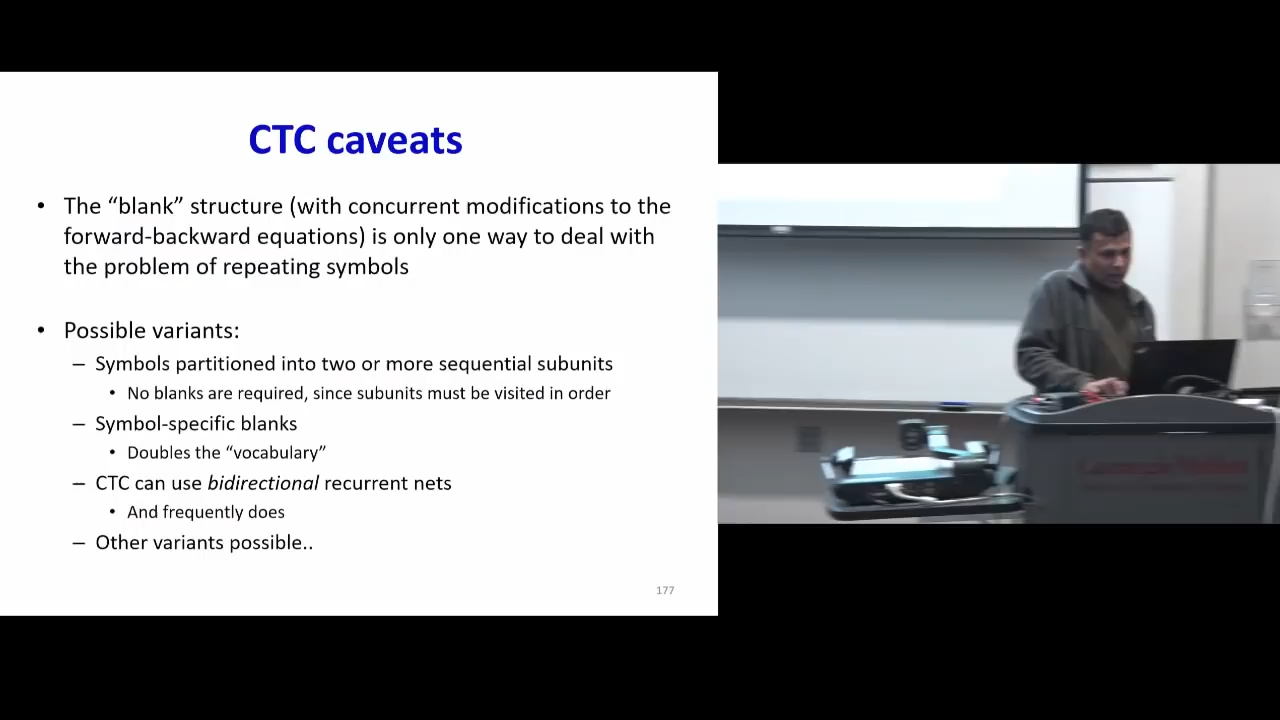 CTC caveats
• The “blank” structure (with concurrent modifications to the
forward-backward equations) is only one way to deal with
the problem of repeating symbols
• Possible variants:
– Symbols partitioned into two or more sequential subunits
• No blanks are required, since subunits must be visited in order
– Symbol-specific blanks
• Doubles the “vocabulary”
– CTC can use bidirectional recurrent nets
• And frequently does
– Other variants possible..
177